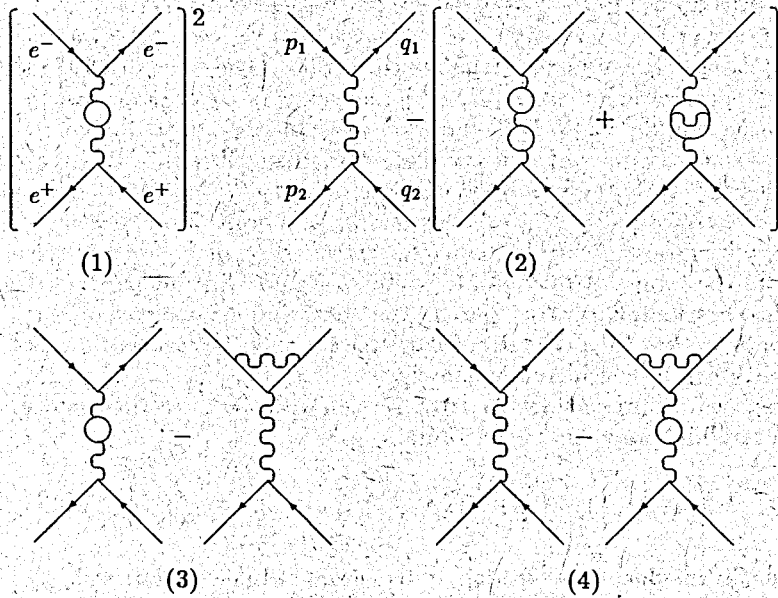 2
e⁻ e⁻ p₁ q₁
− +
e⁺ e⁺ p₂ q₂
(1) (2)
− −
(3) (4)